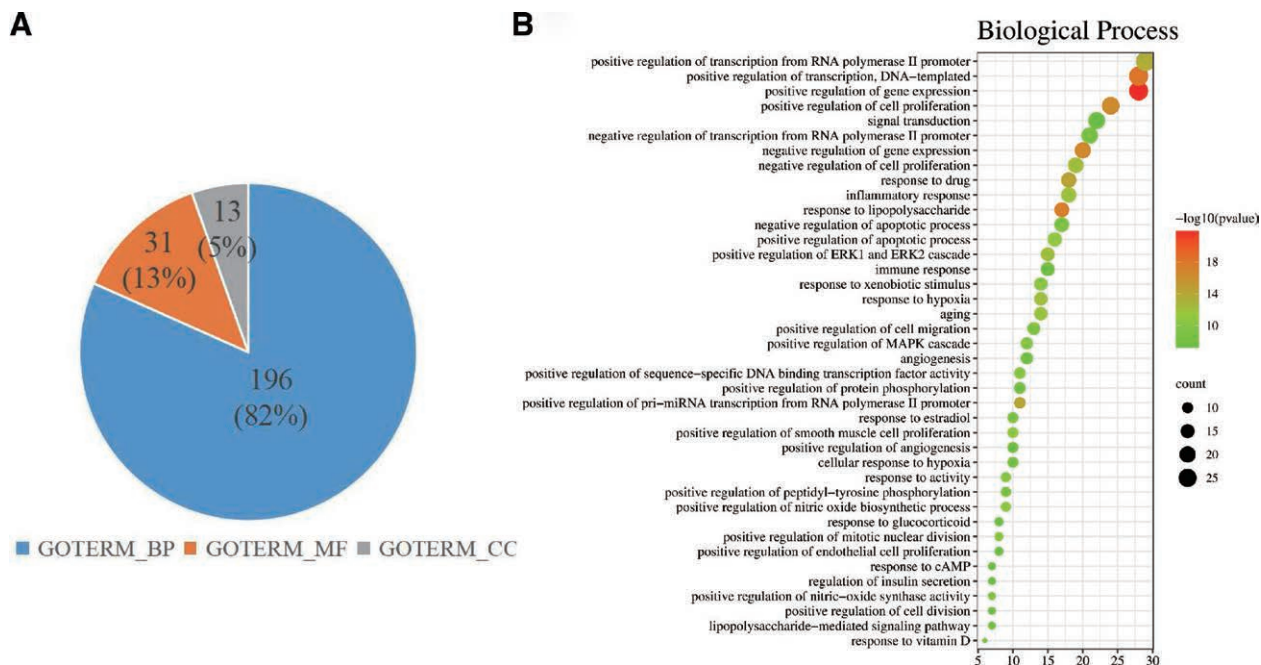 A
13
(5%)
31
(13%)
196
(82%)
GOTERM_BP GOTERM_MF GOTERM_CC
B
Biological Process
positive regulation of transcription from RNA polymerase II promoter
positive regulation of transcription, DNA-templated
positive regulation of gene expression
positive regulation of cell proliferation
signal transduction
negative regulation of transcription from RNA polymerase II promoter
negative regulation of gene expression
negative regulation of cell proliferation
response to drug
inflammatory response
response to lipopolysaccharide
negative regulation of apoptotic process
positive regulation of apoptotic process
positive regulation of ERK1 and ERK2 cascade
immune response
response to xenobiotic stimulus
response to hypoxia
aging
positive regulation of cell migration
positive regulation of MAPK cascade
angiogenesis
positive regulation of sequence-specific DNA binding transcription factor activity
positive regulation of protein phosphorylation
positive regulation of pri-miRNA transcription from RNA polymerase II promoter
response to estradiol
positive regulation of smooth muscle cell proliferation
positive regulation of angiogenesis
cellular response to hypoxia
response to activity
positive regulation of peptidyl-tyrosine phosphorylation
positive regulation of nitric oxide biosynthetic process
response to glucocorticoid
positive regulation of mitotic nuclear division
positive regulation of endothelial cell proliferation
response to cAMP
regulation of insulin secretion
positive regulation of nitric-oxide synthase activity
positive regulation of cell division
lipopolysaccharide-mediated signaling pathway
response to vitamin D
5 10 15 20 25 30
-log10(pvalue)
18
14
10
count
10
15
20
25